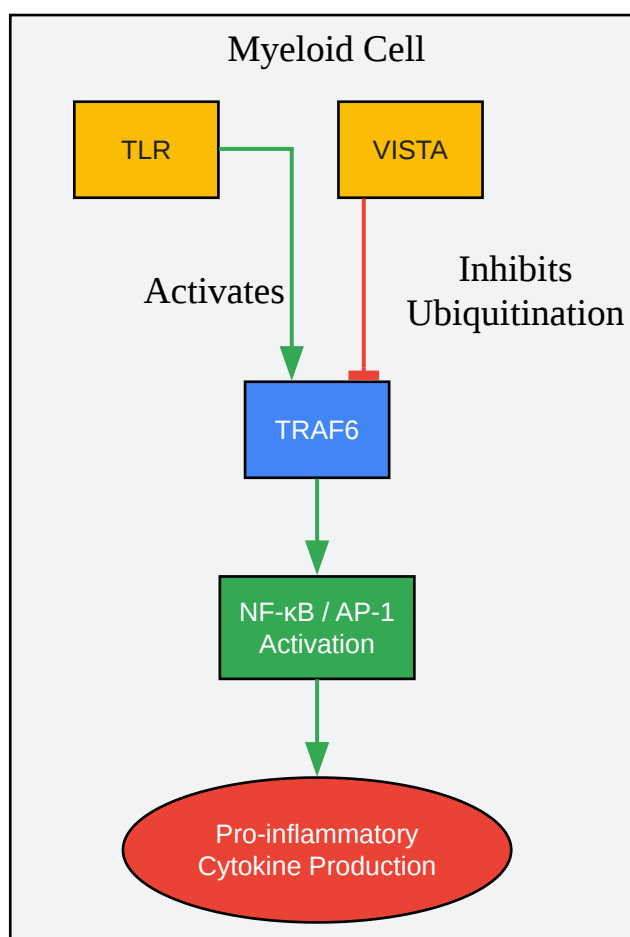 Myeloid Cell
TLR
VISTA
Activates
Inhibits
Ubiquitination
TRAF6
NF-κB / AP-1
Activation
Pro-inflammatory
Cytokine Production